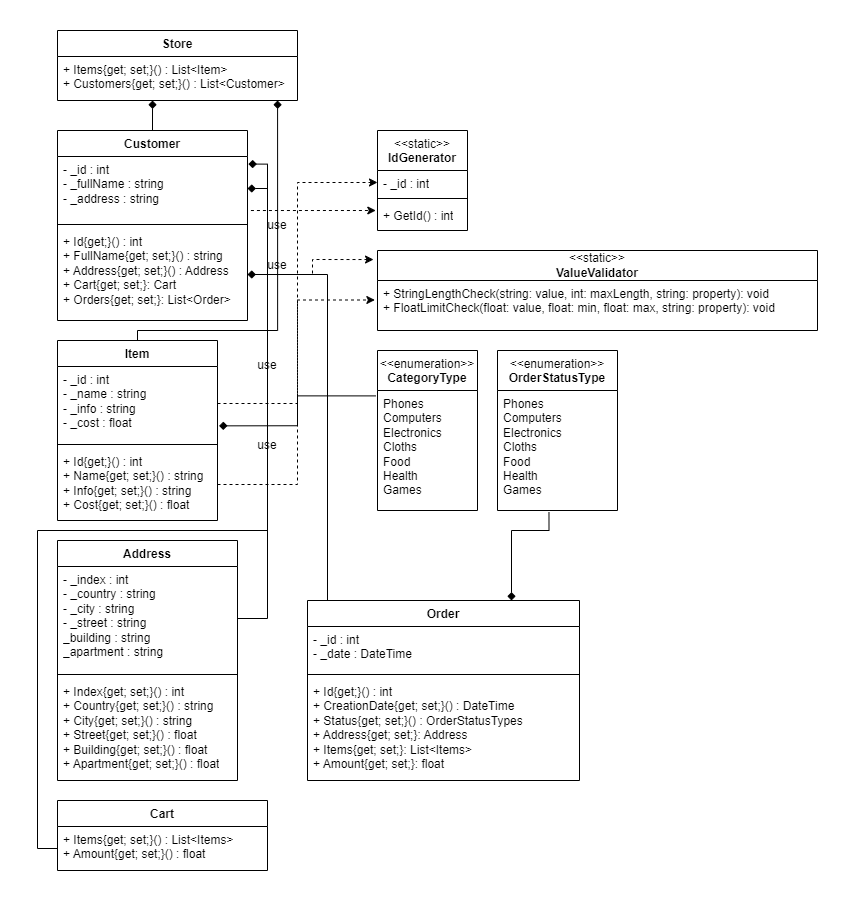 Store
+ Items{get; set;}() : List<Item>
+ Customers{get; set;}() : List<Customer>
Customer
- _id : int
- _fullName : string
- _address : string
+ Id{get;}() : int
+ FullName{get; set;}() : string
+ Address{get; set;}() : Address
+ Cart{get; set;}: Cart
+ Orders{get; set;}: List<Order>
<<static>>
IdGenerator
- _id : int
+ GetId() : int
use
use
<<static>>
ValueValidator
+ StringLengthCheck(string: value, int: maxLength, string: property): void
+ FloatLimitCheck(float: value, float: min, float: max, string: property): void
Item
- _id : int
- _name : string
- _info : string
- _cost : float
+ Id{get;}() : int
+ Name{get; set;}() : string
+ Info{get; set;}() : string
+ Cost{get; set;}() : float
use
use
<<enumeration>>
CategoryType
Phones
Computers
Electronics
Cloths
Food
Health
Games
<<enumeration>>
OrderStatusType
Phones
Computers
Electronics
Cloths
Food
Health
Games
Address
- _index : int
- _country : string
- _city : string
- _street : string
_building : string
_apartment : string
+ Index{get; set;}() : int
+ Country{get; set;}() : string
+ City{get; set;}() : string
+ Street{get; set;}() : float
+ Building{get; set;}() : float
+ Apartment{get; set;}() : float
Order
- _id : int
- _date : DateTime
+ Id{get;}() : int
+ CreationDate{get; set;}() : DateTime
+ Status{get; set;}() : OrderStatusTypes
+ Address{get; set;}: Address
+ Items{get; set;}: List<Items>
+ Amount{get; set;}: float
Cart
+ Items{get; set;}() : List<Items>
+ Amount{get; set;}() : float